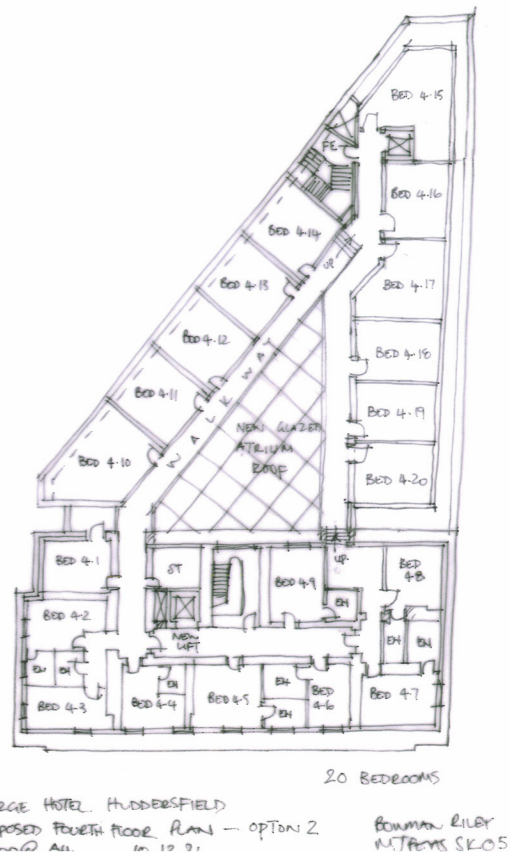 BED 4.15
FE
BED 4.16
BED 4.14
UP
BED 4.13
BED 4.17
BED 4.12
BED 4.18
WALKWAY
BED 4.11
NEW GLAZED
ATRIUM
ROOF
BED 4.19
BED 4.10
BED 4.20
BED 4.1
ST
BED 4.9
UP
BED
4.8
BED 4.2
EN
NEW
LIFT
EN
EN
EN
EN
EN
EN
BED 4.3
BED 4.4
BED 4.5
EN
BED
4.6
BED 4.7
20 BEDROOMS
RGE HOTEL. HUDDERSFIELD
POSED FOURTH FLOOR PLAN - OPTON 2
BOWMAN RILEY
SK05